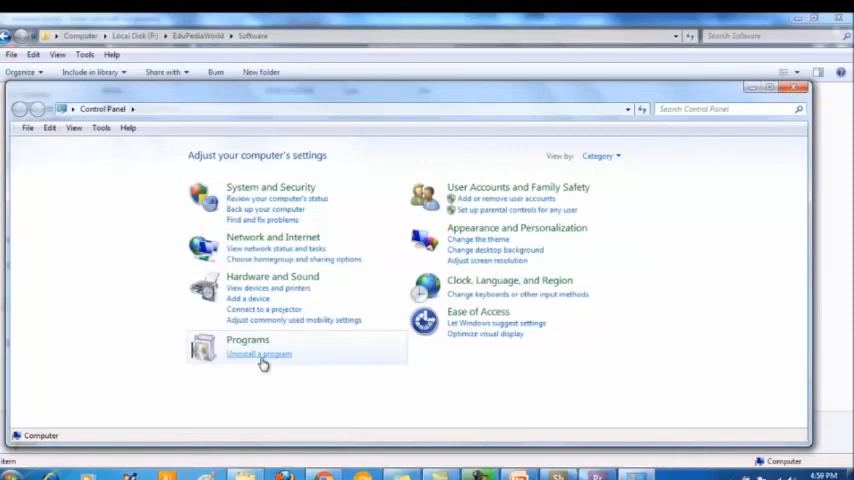 Computer ▸ Local Disk (F:) ▸ EduPediaWorld ▸ Software
Search Software
File Edit View Tools Help
Organize Include in library Share with Burn New folder
Control Panel
Search Control Panel
File Edit View Tools Help
Adjust your computer's settings
View by: Category
System and Security
Review your computer's status
Back up your computer
Find and fix problems
Network and Internet
View network status and tasks
Choose homegroup and sharing options
Hardware and Sound
View devices and printers
Add a device
Connect to a projector
Adjust commonly used mobility settings
Programs
Uninstall a program
User Accounts and Family Safety
Add or remove user accounts
Set up parental controls for any user
Appearance and Personalization
Change the theme
Change desktop background
Adjust screen resolution
Clock, Language, and Region
Change keyboards or other input methods
Ease of Access
Let Windows suggest settings
Optimize visual display
Computer
item
Computer
4:59 PM